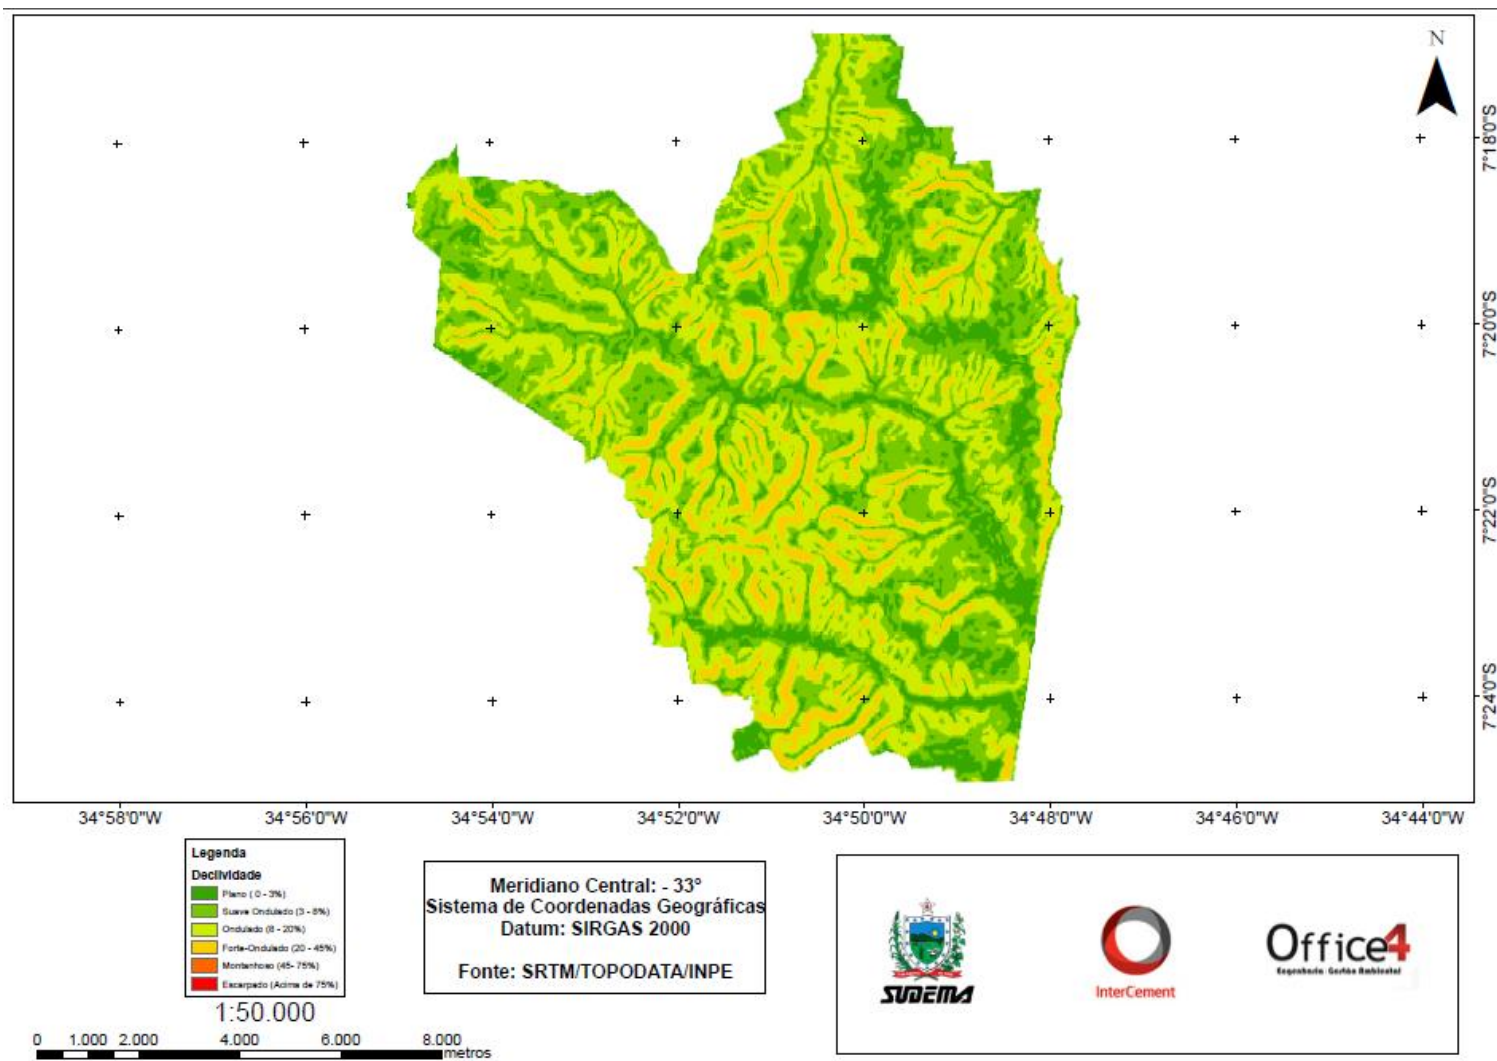 N
7°18'0"S
7°20'0"S
7°22'0"S
7°24'0"S
34°58'0"W 34°56'0"W 34°54'0"W 34°52'0"W 34°50'0"W 34°48'0"W 34°46'0"W 34°44'0"W
Legenda
Declividade
Plano ( 0 - 3%)
Suave Ondulado (3 - 8%)
Ondulado (8 - 20%)
Forte-Ondulado (20 - 45%)
Montanhoso (45- 75%)
Escarpado (Acima de 75%)
1:50.000
0 1.000 2.000 4.000 6.000 8.000
metros
Meridiano Central: - 33°
Sistema de Coordenadas Geográficas
Datum: SIRGAS 2000
Fonte: SRTM/TOPODATA/INPE
SUDEMA
InterCement
Office4
Engenharia Gestão Ambiental